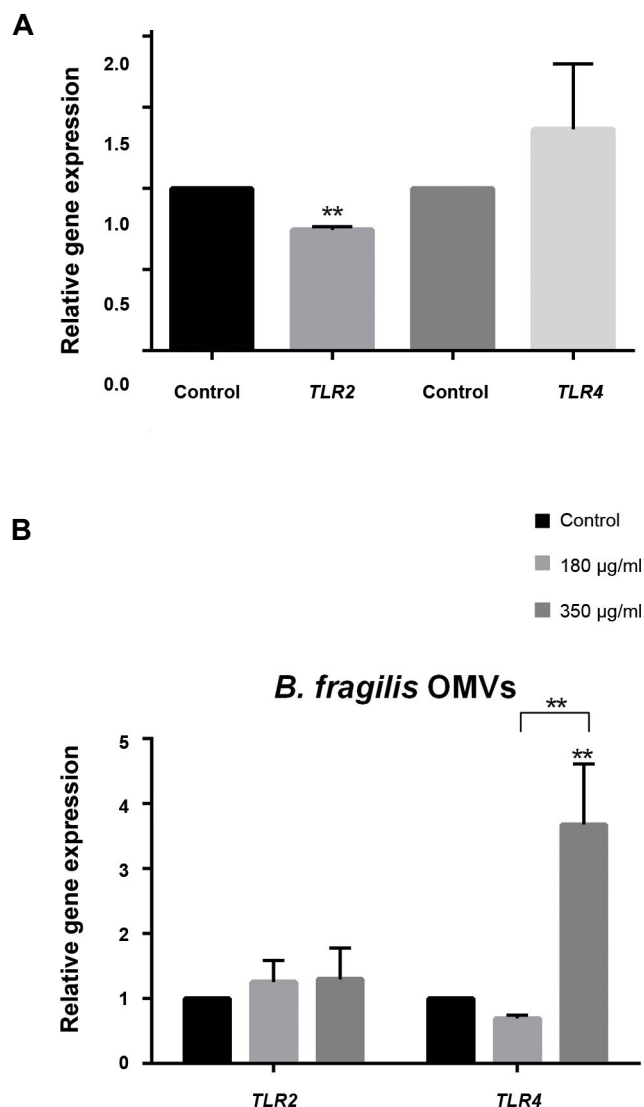 A
Relative gene expression
2.0
1.5
1.0
0.5
0.0
**
Control
TLR2
Control
TLR4
B
Control
180 µg/ml
350 µg/ml
B. fragilis OMVs
**
**
Relative gene expression
5
4
3
2
1
0
TLR2
TLR4